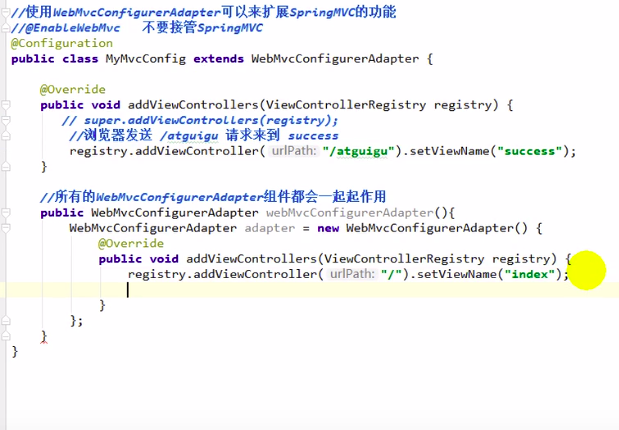 //使用WebMvcConfigurerAdapter可以来扩展SpringMVC的功能
//@EnableWebMvc   不要接管SpringMVC
@Configuration
public class MyMvcConfig extends WebMvcConfigurerAdapter {
@Override
public void addViewControllers(ViewControllerRegistry registry) {
// super.addViewControllers(registry);
//浏览器发送 /atguigu 请求来到 success
registry.addViewController( urlPath: "/atguigu").setViewName("success");
}
//所有的WebMvcConfigurerAdapter组件都会一起起作用
public WebMvcConfigurerAdapter webMvcConfigurerAdapter(){
WebMvcConfigurerAdapter adapter = new WebMvcConfigurerAdapter() {
@Override
public void addViewControllers(ViewControllerRegistry registry) {
registry.addViewController( urlPath: "/").setViewName("index");
}
};
}
}